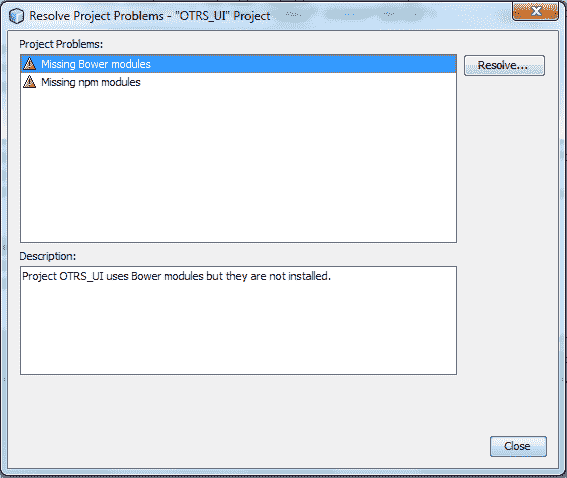 Resolve Project Problems - "OTRS_UI" Project
Project Problems:
Missing Bower modules
Resolve...
Missing npm modules
Description:
Project OTRS_UI uses Bower modules but they are not installed.
Close